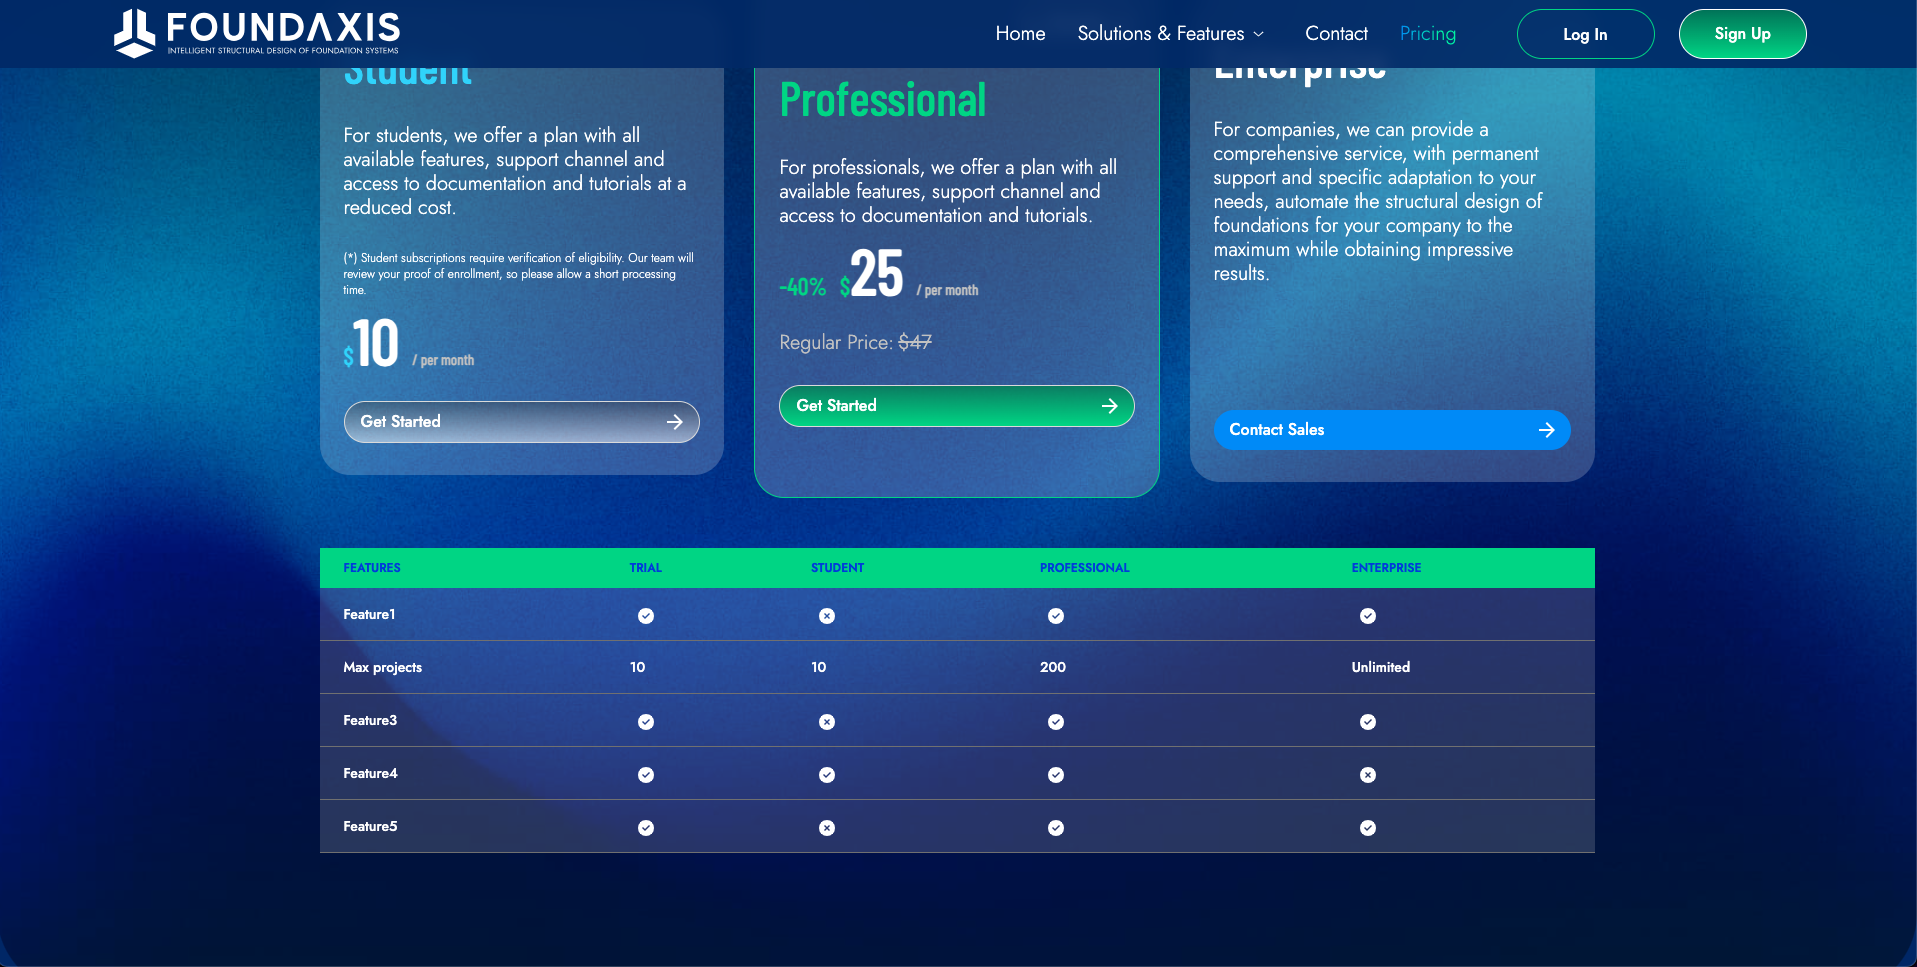 FOUNDAXIS
INTELLIGENT STRUCTURAL DESIGN OF FOUNDATION SYSTEMS
Home
Solutions & Features
Contact
Pricing
Log In
Sign Up
Student
For students, we offer a plan with all
available features, support channel and
access to documentation and tutorials at a
reduced cost.
(*) Student subscriptions require verification of eligibility. Our team will
review your proof of enrollment, so please allow a short processing
time.
$10 / per month
Get Started
Professional
For professionals, we offer a plan with all
available features, support channel and
access to documentation and tutorials.
-40% $25 / per month
Regular Price: $47
Get Started
Enterprise
For companies, we can provide a
comprehensive service, with permanent
support and specific adaptation to your
needs, automate the structural design of
foundations for your company to the
maximum while obtaining impressive
results.
Contact Sales
FEATURES TRIAL STUDENT PROFESSIONAL ENTERPRISE
Feature1
Max projects 10 10 200 Unlimited
Feature3
Feature4
Feature5